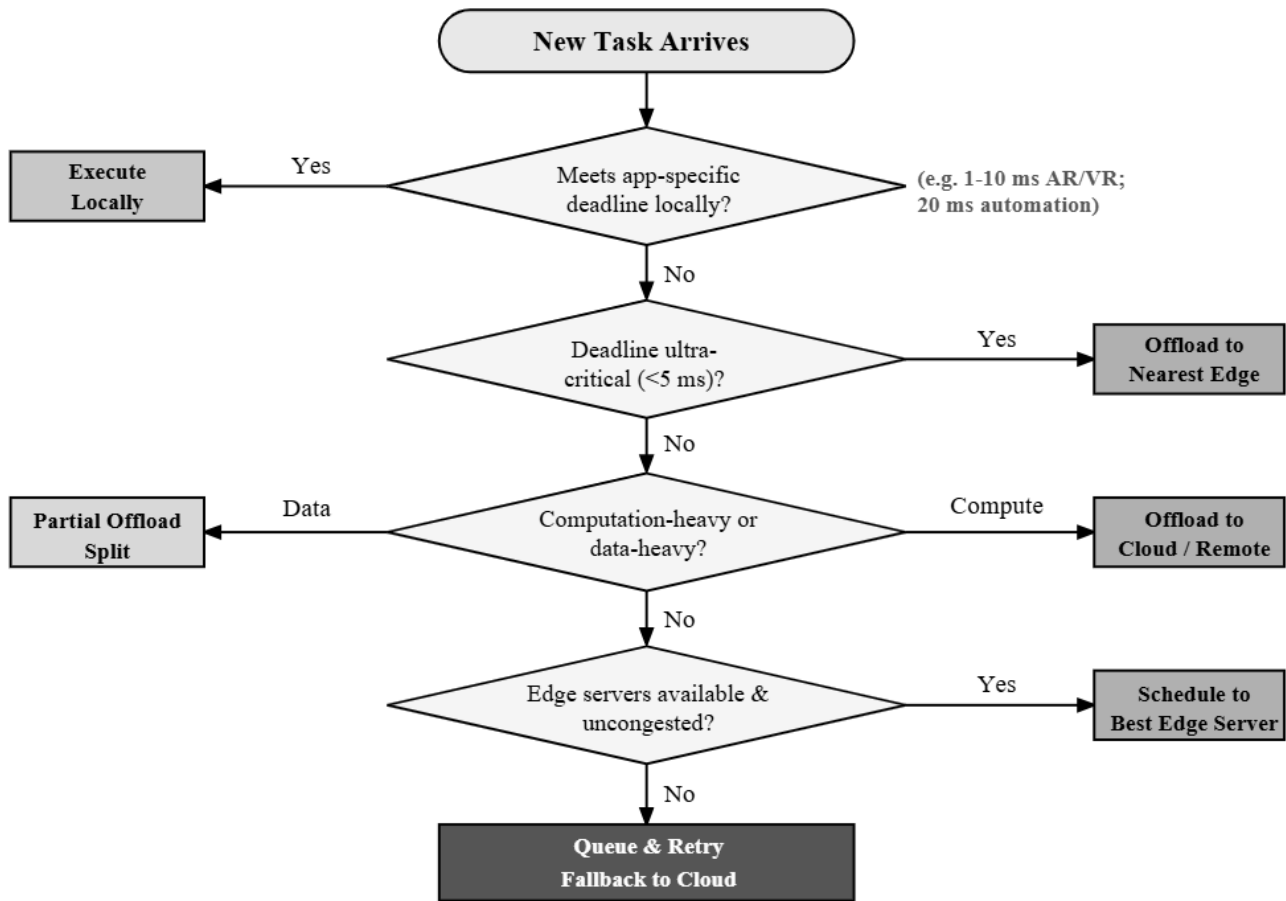 New Task Arrives
Yes
Execute
Locally
Meets app-specific
deadline locally?
(e.g. 1-10 ms AR/VR;
20 ms automation)
No
Deadline ultra-
critical (<5 ms)?
Yes
Offload to
Nearest Edge
No
Partial Offload
Split
Data
Computation-heavy or
data-heavy?
Compute
Offload to
Cloud / Remote
No
Edge servers available &
uncongested?
Yes
Schedule to
Best Edge Server
No
Queue & Retry
Fallback to Cloud